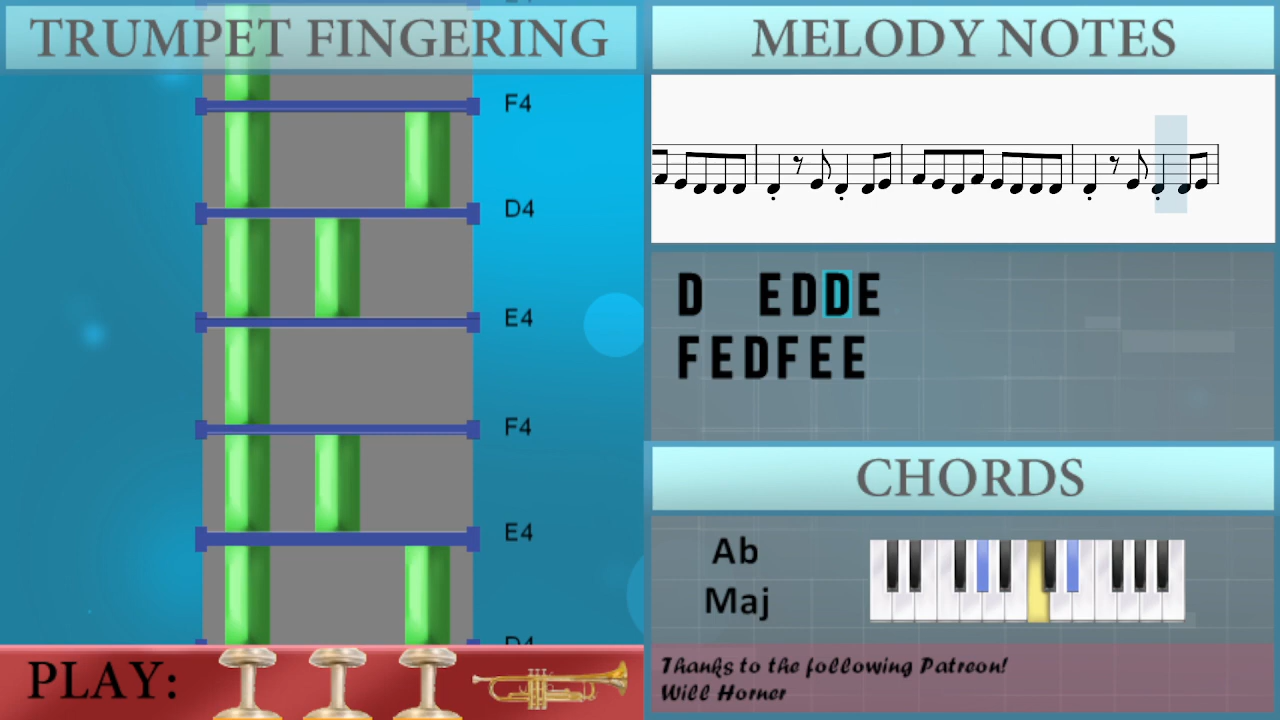 TRUMPET FINGERING
F4
D4
E4
F4
E4
D4
PLAY:
MELODY NOTES
D EDDE
FEDFEE
CHORDS
Ab
Maj
Thanks to the following Patreon!
Will Horner